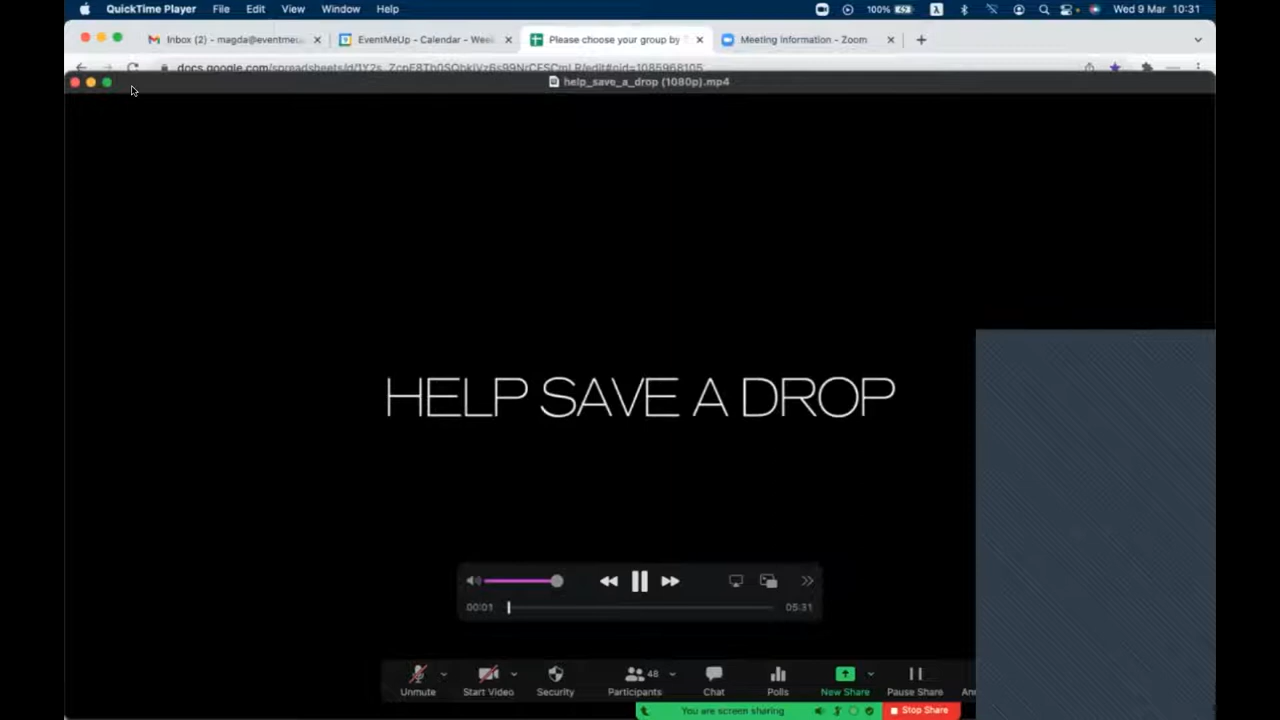 QuickTime Player File Edit View Window Help 100% Wed 9 Mar 10:31
Inbox (2) - magda@eventmeu EventMeUp - Calendar - Wee Please choose your group by Meeting Information - Zoom
help_save_a_drop (1080p).mp4
HELP SAVE A DROP
00:01 05:31
48
Unmute Start Video Security Participants Chat Polls New Share Pause Share
You are screen sharing Stop Share